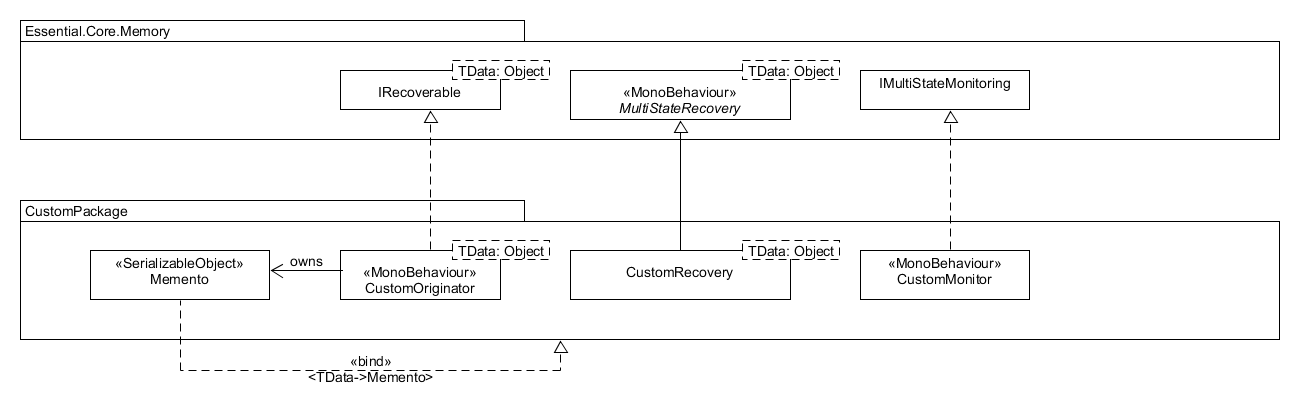 Essential.Core.Memory
TData: Object
IRecoverable
TData: Object
«MonoBehaviour»
MultiStateRecovery
IMultiStateMonitoring
CustomPackage
«SerializableObject»
Memento
owns
TData: Object
«MonoBehaviour»
CustomOriginator
TData: Object
CustomRecovery
«MonoBehaviour»
CustomMonitor
«bind»
<TData->Memento>